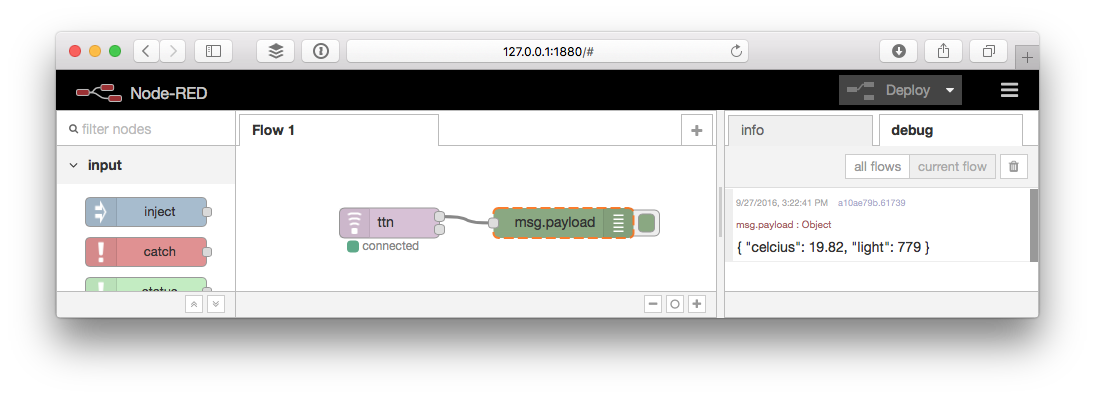 127.0.0.1:1880/#
Node-RED
Deploy
filter nodes
Flow 1
info
debug
input
all flows
current flow
inject
ttn
msg.payload
9/27/2016, 3:22:41 PM a10ae79b.61739
msg.payload : Object
connected
{ "celcius": 19.82, "light": 779 }
catch
status